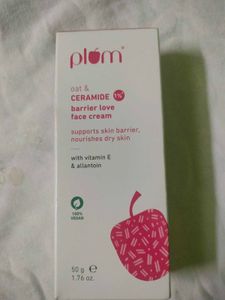 plum
oat &
CERAMIDE 1%
barrier love
face cream
supports skin barrier,
nourishes dry skin
with vitamin E
& allantoin
100%
VEGAN
50 g ℮
1.76 oz.